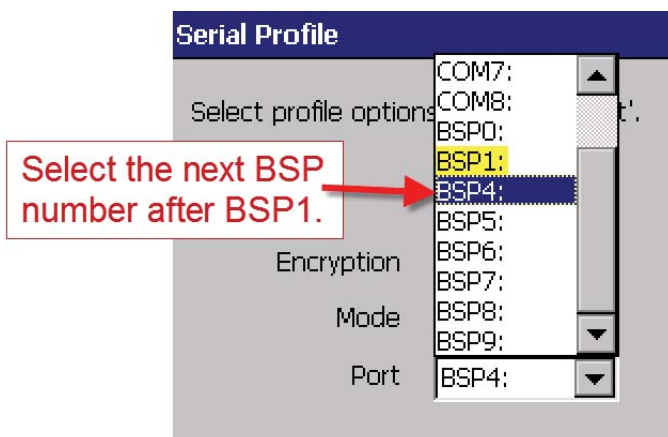 Serial Profile
Select profile options
t'.
COM7:
COM8:
BSP0:
BSP1:
BSP4:
BSP5:
BSP6:
BSP7:
BSP8:
BSP9:
Select the next BSP
number after BSP1.
Encryption
Mode
Port
BSP4: